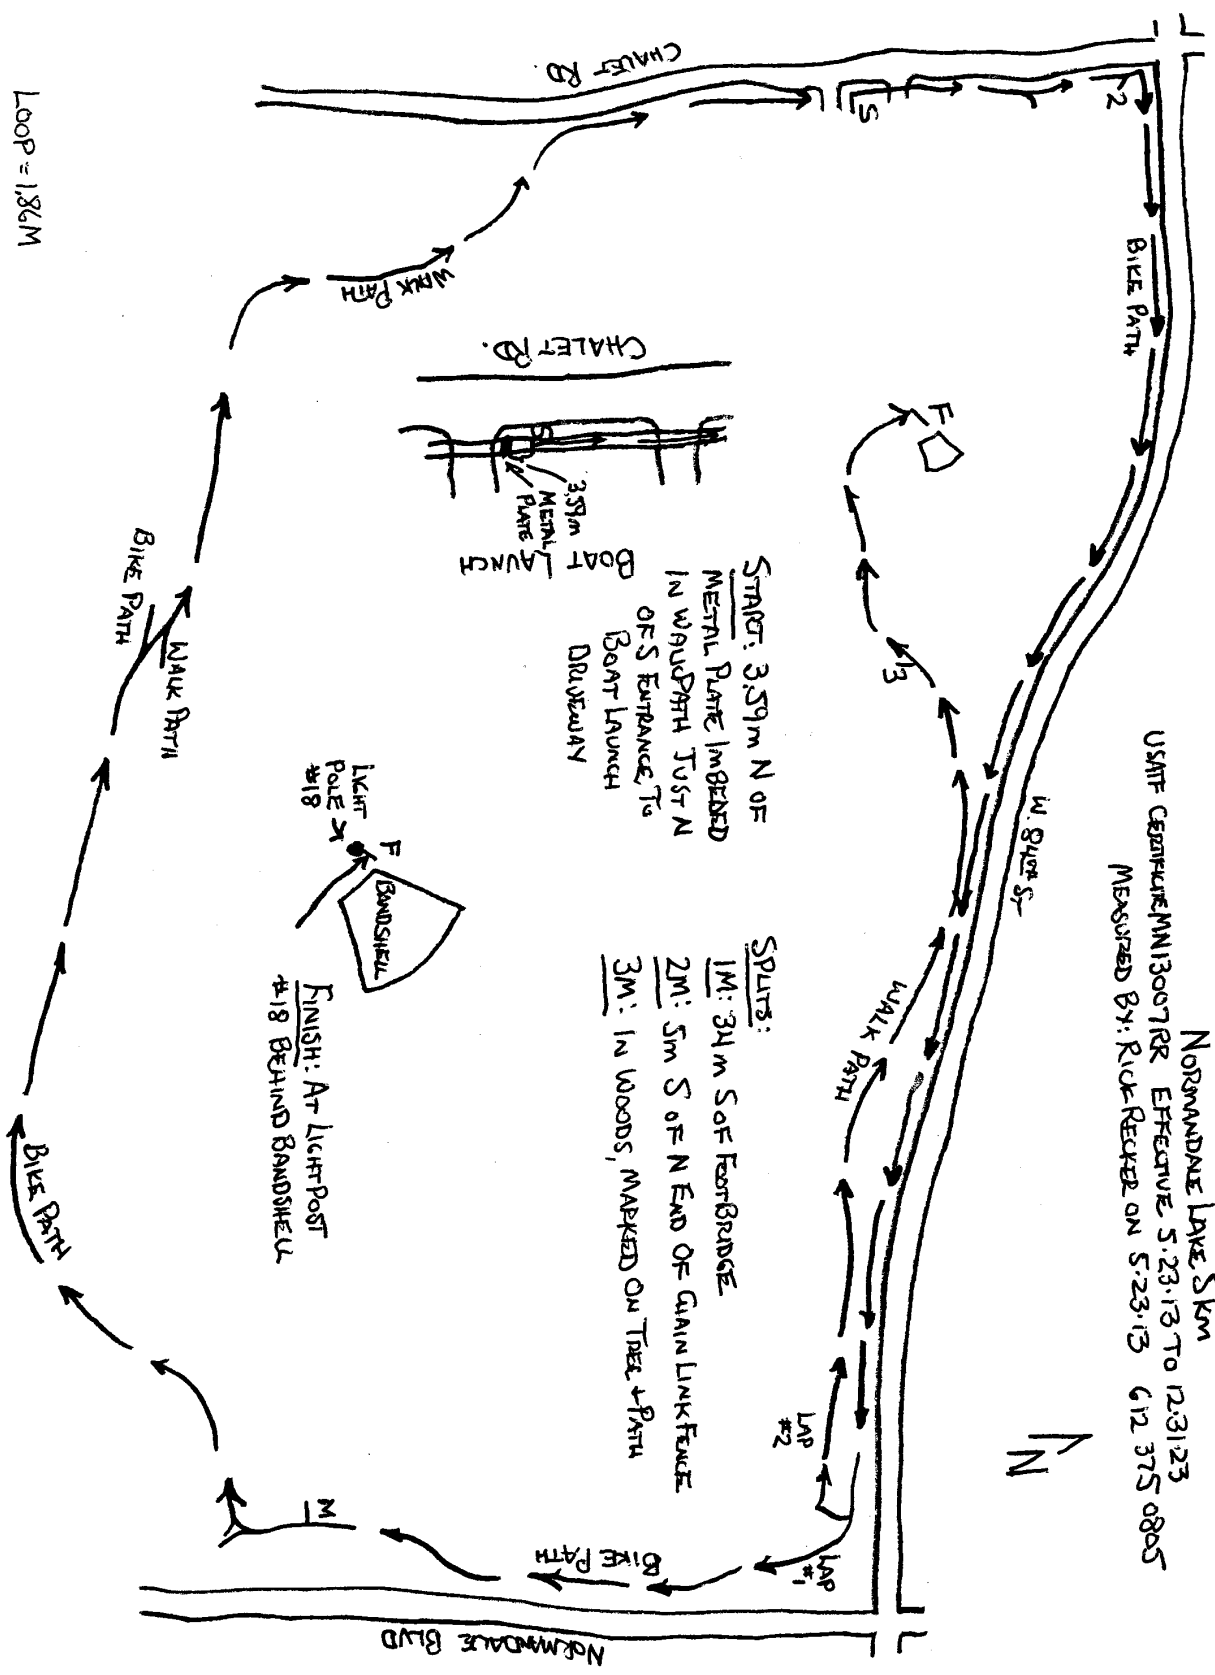 NORMANDALE LAKE 5KM
USATF CERTIFICATE MN13007RR EFFECTIVE 5.23.13 TO 12.31.23
MEASURED BY: RICK RECKER ON 5.23.13 612 375 0805
N
CHALET RD.
S
2
BIKE PATH
W. 84TH ST
F
3
WALK PATH
LAP
#2
LAP
#1
BIKE PATH
NORMANDALE BLVD
M
BIKE PATH
WALK PATH
BIKE PATH
WALK PATH
LOOP = 1.86M
CHALET RD.
S
3.59m
METAL
PLATE
BOAT LAUNCH
START: 3.59m N OF
METAL PLATE IMBEDED
IN WALKPATH JUST N
OF S ENTRANCE TO
BOAT LAUNCH
DRIVEWAY
SPLITS:
1M: 34m S OF FOOTBRIDGE
2M: 5m S OF N END OF CHAIN LINK FENCE
3M: IN WOODS, MARKED ON TREE + PATH
LIGHT
POLE
#18
F
BANDSHELL
FINISH: AT LIGHTPOST
#18 BEHIND BANDSHELL